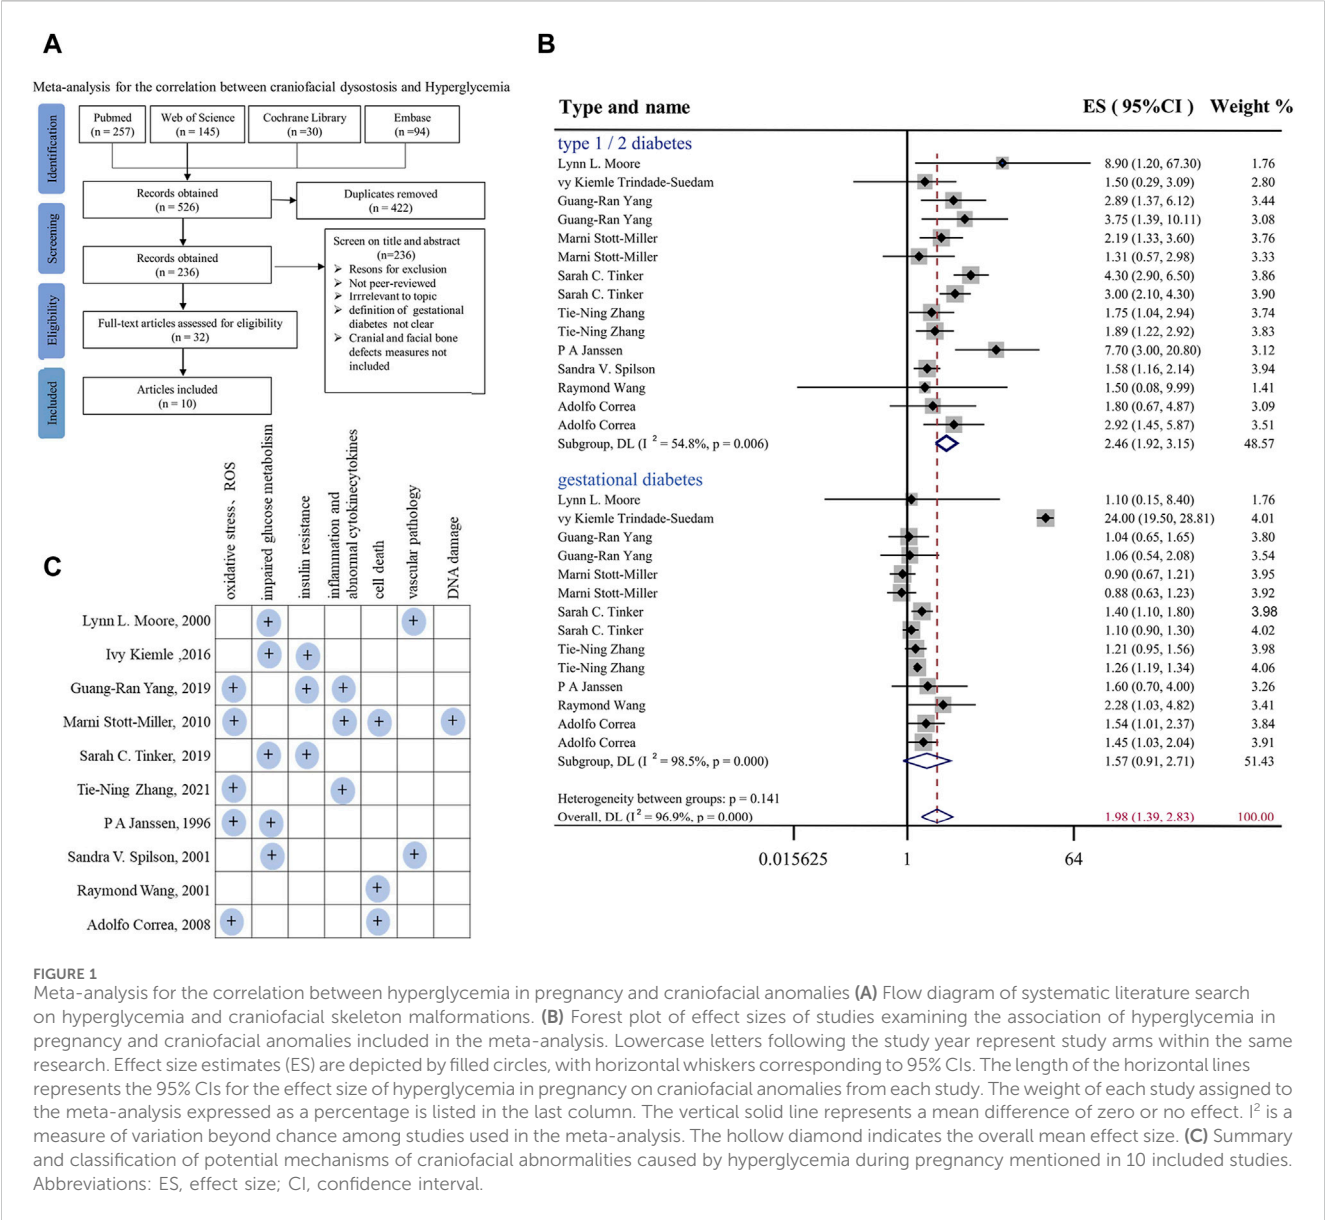 A
Meta-analysis for the correlation between craniofacial dysostosis and Hyperglycemia
Identification
Pubmed
(n = 257)
Web of Science
(n = 145)
Cochrane Library
(n =30)
Embase
(n =94)
Records obtained
(n = 526)
Duplicates removed
(n = 422)
Screening
Records obtained
(n = 236)
Screen on title and abstract
(n=236)
➢ Resons for exclusion
➢ Not peer-reviewed
➢ Irrrelevant to topic
➢ definition of gestational
diabetes not clear
➢ Cranial and facial bone
defects measures not
included
Eligibility
Full-text articles assessed for eligibility
(n = 32)
Included
Articles included
(n = 10)
B
Type and name ES ( 95%CI ) Weight %
type 1 / 2 diabetes
Lynn L. Moore 8.90 (1.20, 67.30) 1.76
vy Kiemle Trindade-Suedam 1.50 (0.29, 3.09) 2.80
Guang-Ran Yang 2.89 (1.37, 6.12) 3.44
Guang-Ran Yang 3.75 (1.39, 10.11) 3.08
Marni Stott-Miller 2.19 (1.33, 3.60) 3.76
Marni Stott-Miller 1.31 (0.57, 2.98) 3.33
Sarah C. Tinker 4.30 (2.90, 6.50) 3.86
Sarah C. Tinker 3.00 (2.10, 4.30) 3.90
Tie-Ning Zhang 1.75 (1.04, 2.94) 3.74
Tie-Ning Zhang 1.89 (1.22, 2.92) 3.83
P A Janssen 7.70 (3.00, 20.80) 3.12
Sandra V. Spilson 1.58 (1.16, 2.14) 3.94
Raymond Wang 1.50 (0.08, 9.99) 1.41
Adolfo Correa 1.80 (0.67, 4.87) 3.09
Adolfo Correa 2.92 (1.45, 5.87) 3.51
Subgroup, DL (I² = 54.8%, p = 0.006) 2.46 (1.92, 3.15) 48.57
gestational diabetes
Lynn L. Moore 1.10 (0.15, 8.40) 1.76
vy Kiemle Trindade-Suedam 24.00 (19.50, 28.81) 4.01
Guang-Ran Yang 1.04 (0.65, 1.65) 3.80
Guang-Ran Yang 1.06 (0.54, 2.08) 3.54
Marni Stott-Miller 0.90 (0.67, 1.21) 3.95
Marni Stott-Miller 0.88 (0.63, 1.23) 3.92
Sarah C. Tinker 1.40 (1.10, 1.80) 3.98
Sarah C. Tinker 1.10 (0.90, 1.30) 4.02
Tie-Ning Zhang 1.21 (0.95, 1.56) 3.98
Tie-Ning Zhang 1.26 (1.19, 1.34) 4.06
P A Janssen 1.60 (0.70, 4.00) 3.26
Raymond Wang 2.28 (1.03, 4.82) 3.41
Adolfo Correa 1.54 (1.01, 2.37) 3.84
Adolfo Correa 1.45 (1.03, 2.04) 3.91
Subgroup, DL (I² = 98.5%, p = 0.000) 1.57 (0.91, 2.71) 51.43
Heterogeneity between groups: p = 0.141
Overall, DL (I² = 96.9%, p = 0.000) 1.98 (1.39, 2.83) 100.00
0.015625 1 64
C
oxidative stress、ROS
impaired glucose metabolism
insulin resistance
inflammation and
abnormal cytokinecytokines
cell death
vascular pathology
DNA damage
Lynn L. Moore, 2000 + +
Ivy Kiemle ,2016 + +
Guang-Ran Yang, 2019 + + +
Marni Stott-Miller, 2010 + + + +
Sarah C. Tinker, 2019 + +
Tie-Ning Zhang, 2021 + +
P A Janssen, 1996 + +
Sandra V. Spilson, 2001 + +
Raymond Wang, 2001 +
Adolfo Correa, 2008 + +
FIGURE 1
Meta-analysis for the correlation between hyperglycemia in pregnancy and craniofacial anomalies (A) Flow diagram of systematic literature search
on hyperglycemia and craniofacial skeleton malformations. (B) Forest plot of effect sizes of studies examining the association of hyperglycemia in
pregnancy and craniofacial anomalies included in the meta-analysis. Lowercase letters following the study year represent study arms within the same
research. Effect size estimates (ES) are depicted by filled circles, with horizontal whiskers corresponding to 95% CIs. The length of the horizontal lines
represents the 95% CIs for the effect size of hyperglycemia in pregnancy on craniofacial anomalies from each study. The weight of each study assigned to
the meta-analysis expressed as a percentage is listed in the last column. The vertical solid line represents a mean difference of zero or no effect. I² is a
measure of variation beyond chance among studies used in the meta-analysis. The hollow diamond indicates the overall mean effect size. (C) Summary
and classification of potential mechanisms of craniofacial abnormalities caused by hyperglycemia during pregnancy mentioned in 10 included studies.
Abbreviations: ES, effect size; CI, confidence interval.